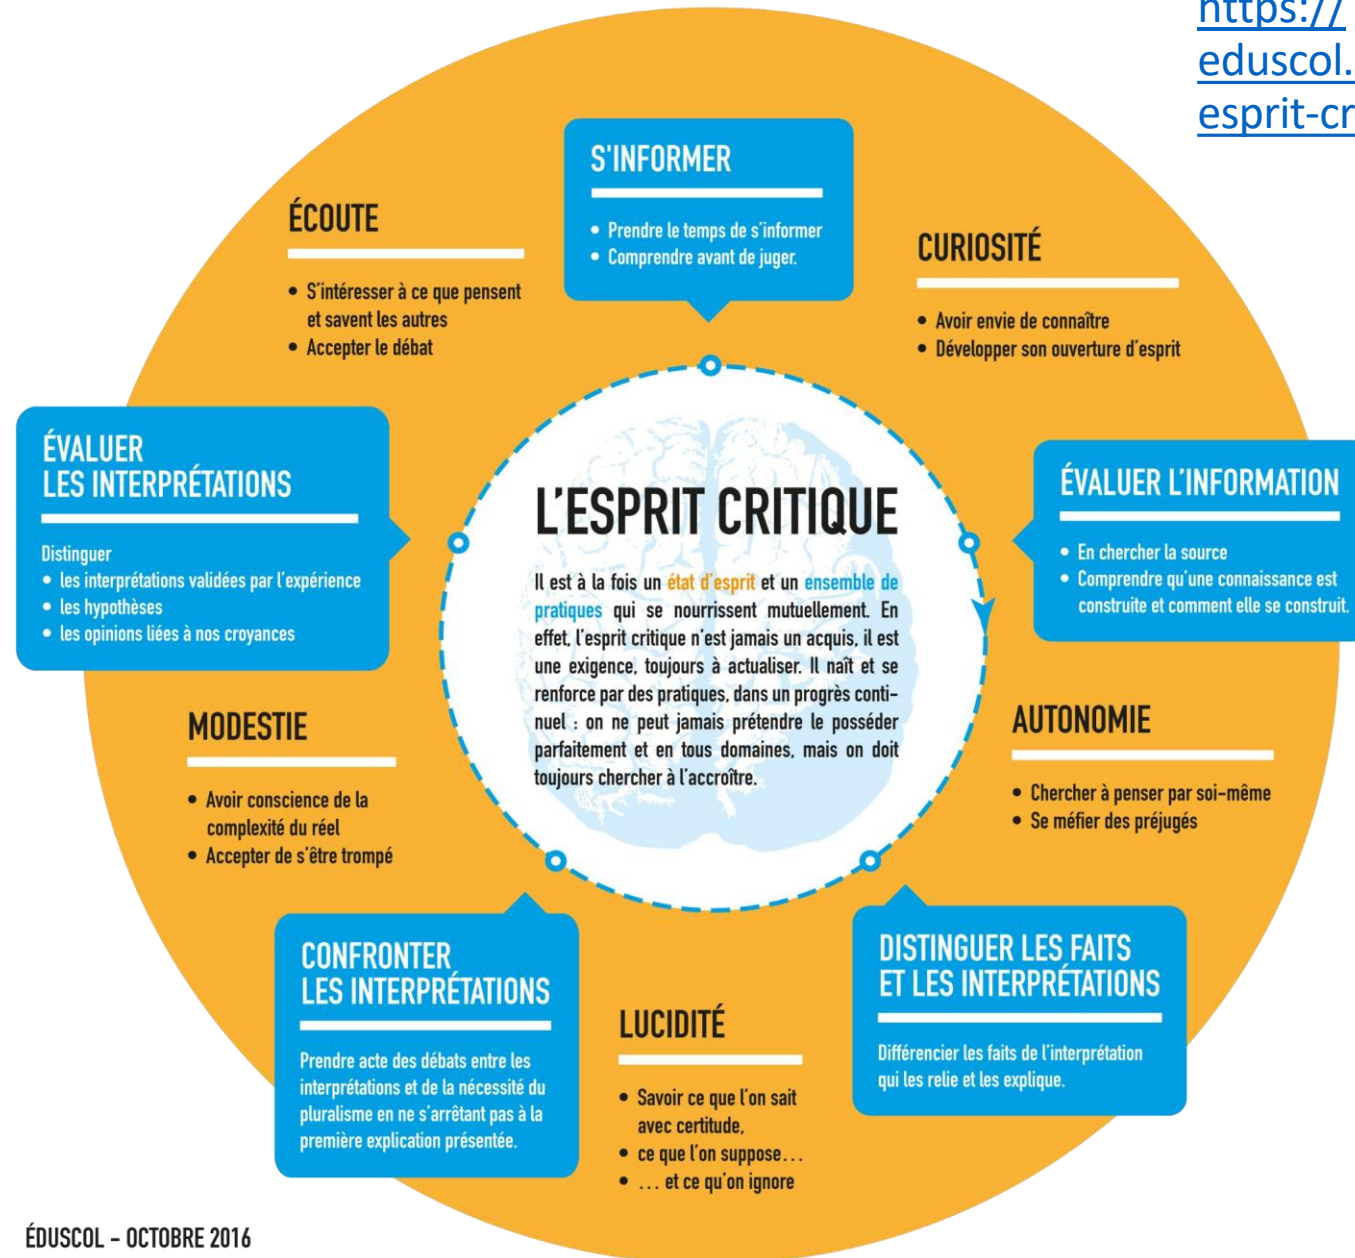 https://
eduscol.
esprit-cr
S'INFORMER
• Prendre le temps de s'informer
• Comprendre avant de juger.
ÉCOUTE
• S'intéresser à ce que pensent
et savent les autres
• Accepter le débat
CURIOSITÉ
• Avoir envie de connaître
• Développer son ouverture d'esprit
ÉVALUER
LES INTERPRÉTATIONS
Distinguer
• les interprétations validées par l'expérience
• les hypothèses
• les opinions liées à nos croyances
L'ESPRIT CRITIQUE
Il est à la fois un état d'esprit et un ensemble de
pratiques qui se nourrissent mutuellement. En
effet, l'esprit critique n'est jamais un acquis, il est
une exigence, toujours à actualiser. Il naît et se
renforce par des pratiques, dans un progrès conti-
nuel : on ne peut jamais prétendre le posséder
parfaitement et en tous domaines, mais on doit
toujours chercher à l'accroître.
ÉVALUER L'INFORMATION
• En chercher la source
• Comprendre qu'une connaissance est
construite et comment elle se construit.
MODESTIE
• Avoir conscience de la
complexité du réel
• Accepter de s'être trompé
AUTONOMIE
• Chercher à penser par soi-même
• Se méfier des préjugés
CONFRONTER
LES INTERPRÉTATIONS
Prendre acte des débats entre les
interprétations et de la nécessité du
pluralisme en ne s'arrêtant pas à la
première explication présentée.
LUCIDITÉ
• Savoir ce que l'on sait
avec certitude,
• ce que l'on suppose...
• ... et ce qu'on ignore
DISTINGUER LES FAITS
ET LES INTERPRÉTATIONS
Différencier les faits de l'interprétation
qui les relie et les explique.
ÉDUSCOL - OCTOBRE 2016